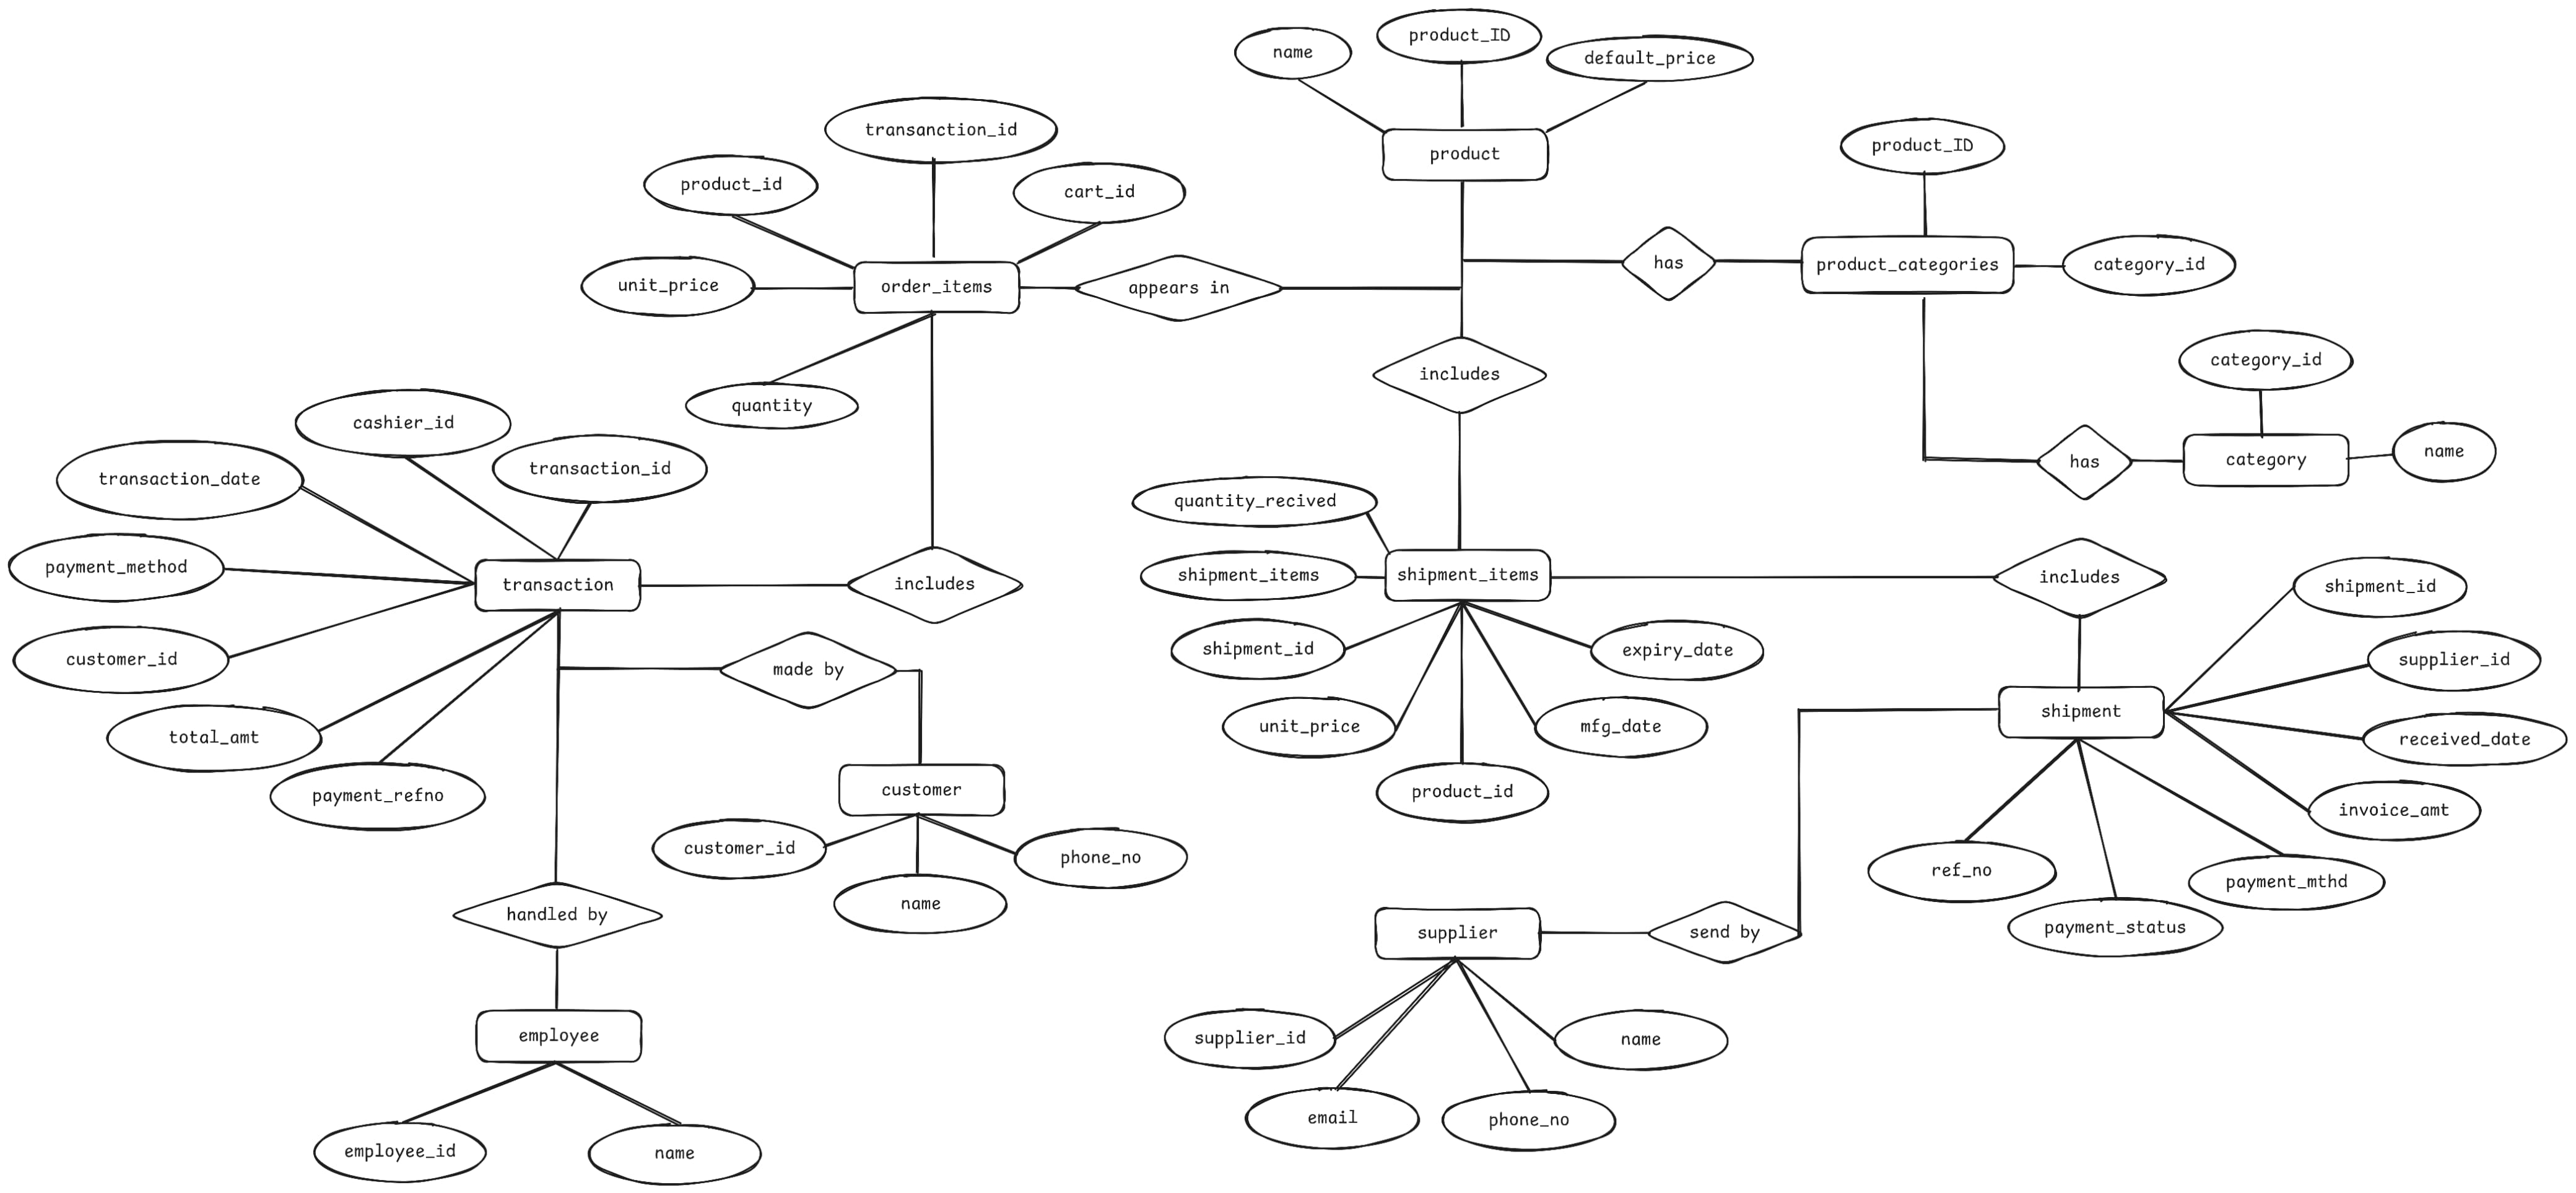 product_ID
name
default_price
transanction_id
product_ID
product
product_id
cart_id
has
product_categories
category_id
unit_price
order_items
appears in
category_id
includes
quantity
cashier_id
name
category
has
transaction_id
transaction_date
quantity_recived
payment_method
shipment_items
shipment_items
includes
transaction
includes
shipment_id
customer_id
shipment_id
expiry_date
supplier_id
made by
shipment
unit_price
mfg_date
total_amt
received_date
customer
product_id
payment_refno
invoice_amt
customer_id
phone_no
ref_no
payment_mthd
name
handled by
payment_status
supplier
send by
employee
supplier_id
name
email
phone_no
employee_id
name